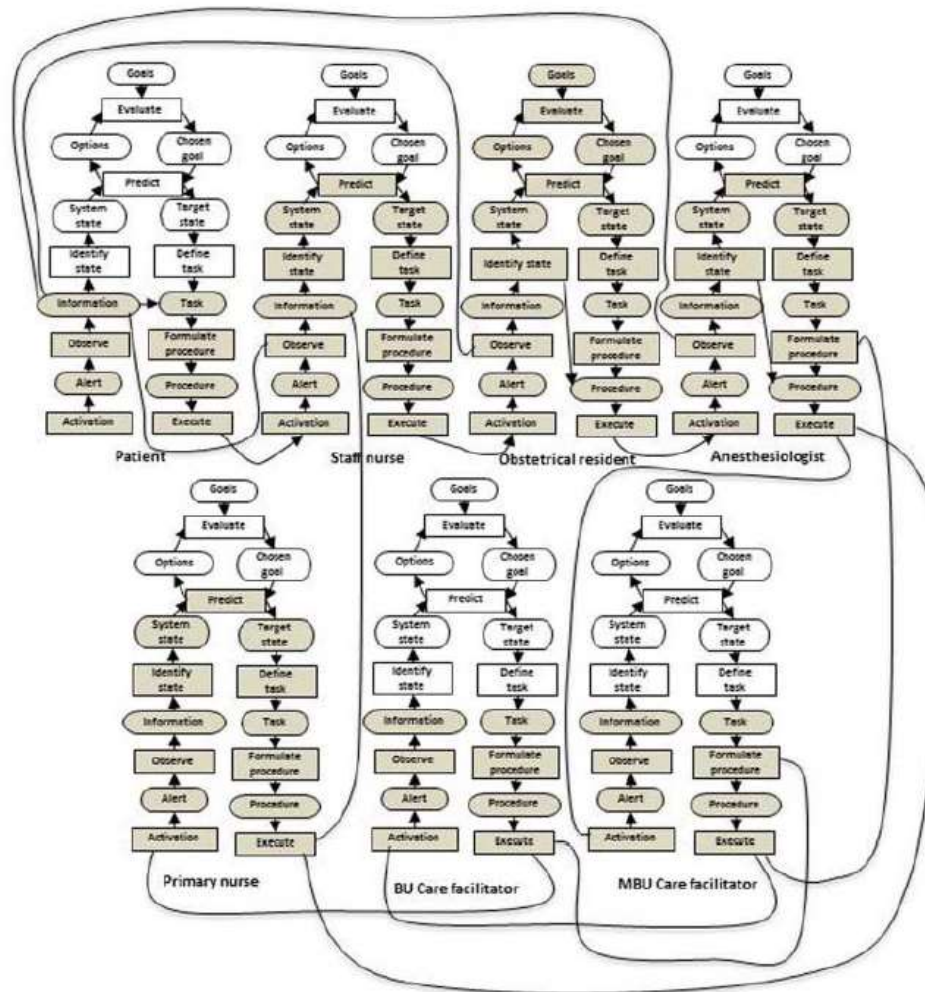 Goals
Evaluate
Options
Chosen
goal
Predict
System
state
Target
state
Identify
state
Define
task
Information
Task
Observe
Formulate
procedure
Alert
Procedure
Activation
Execute
Patient
Goals
Evaluate
Options
Chosen
goal
Predict
System
state
Target
state
Identify
state
Define
task
Information
Task
Observe
Formulate
procedure
Alert
Procedure
Activation
Execute
Staff nurse
Goals
Evaluate
Options
Chosen
goal
Predict
System
state
Target
state
Identify state
Define
task
Information
Task
Observe
Formulate
procedure
Alert
Procedure
Activation
Execute
Obstetrical resident
Goals
Evaluate
Options
Chosen
goal
Predict
System
state
Target
state
Identify
state
Define
task
Information
Task
Observe
Formulate
procedure
Alert
Procedure
Activation
Execute
Anesthesiologist
Goals
Evaluate
Options
Chosen
goal
Predict
System
state
Target
state
Identify
state
Define
task
Information
Task
Observe
Formulate
procedure
Alert
Procedure
Activation
Execute
Primary nurse
Goals
Evaluate
Options
Chosen
goal
Predict
System
state
Target
state
Identify
state
Define
task
Information
Task
Observe
Formulate
procedure
Alert
Procedure
Activation
Execute
BU Care facilitator
Goals
Evaluate
Options
Chosen
goal
Predict
System
state
Target
state
Identify
state
Define
task
Information
Task
Observe
Formulate
procedure
Alert
Procedure
Activation
Execute
MBU Care facilitator